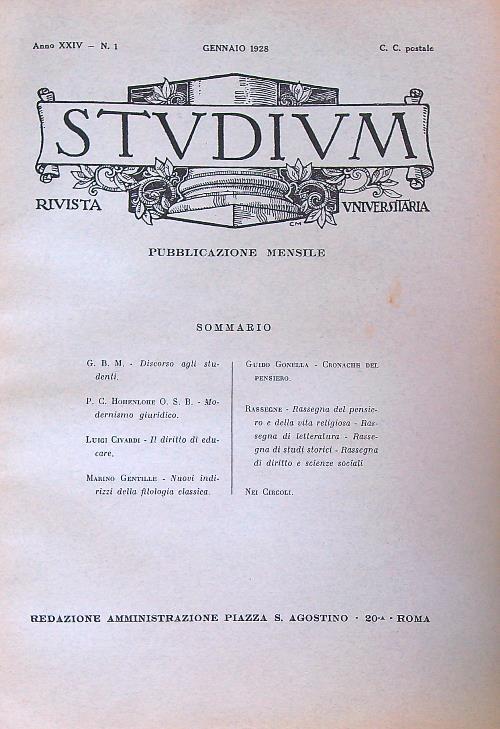 Anno XXIV - N. 1
GENNAIO 1928
C. C. postale
STVDIVM
RIVISTA
VNIVERSITARIA
CM
PUBBLICAZIONE MENSILE
SOMMARIO
G. B. M. - Discorso agli stu-
denti.
P. C. Hohenlohe O. S. B. - Mo-
dernismo giuridico.
Luigi Civardi - Il diritto di edu-
care.
Marino Gentille - Nuovi indi-
rizzi della filologia classica.
Guido Gonella - Cronache del
pensiero.
Rassegne - Rassegna del pensie-
ro e della vita religiosa - Ras-
segna di letteratura - Rasse-
gna di studi storici - Rassegna
di diritto e scienze sociali
Nei Circoli.
REDAZIONE AMMINISTRAZIONE PIAZZA S. AGOSTINO - 20-A - ROMA